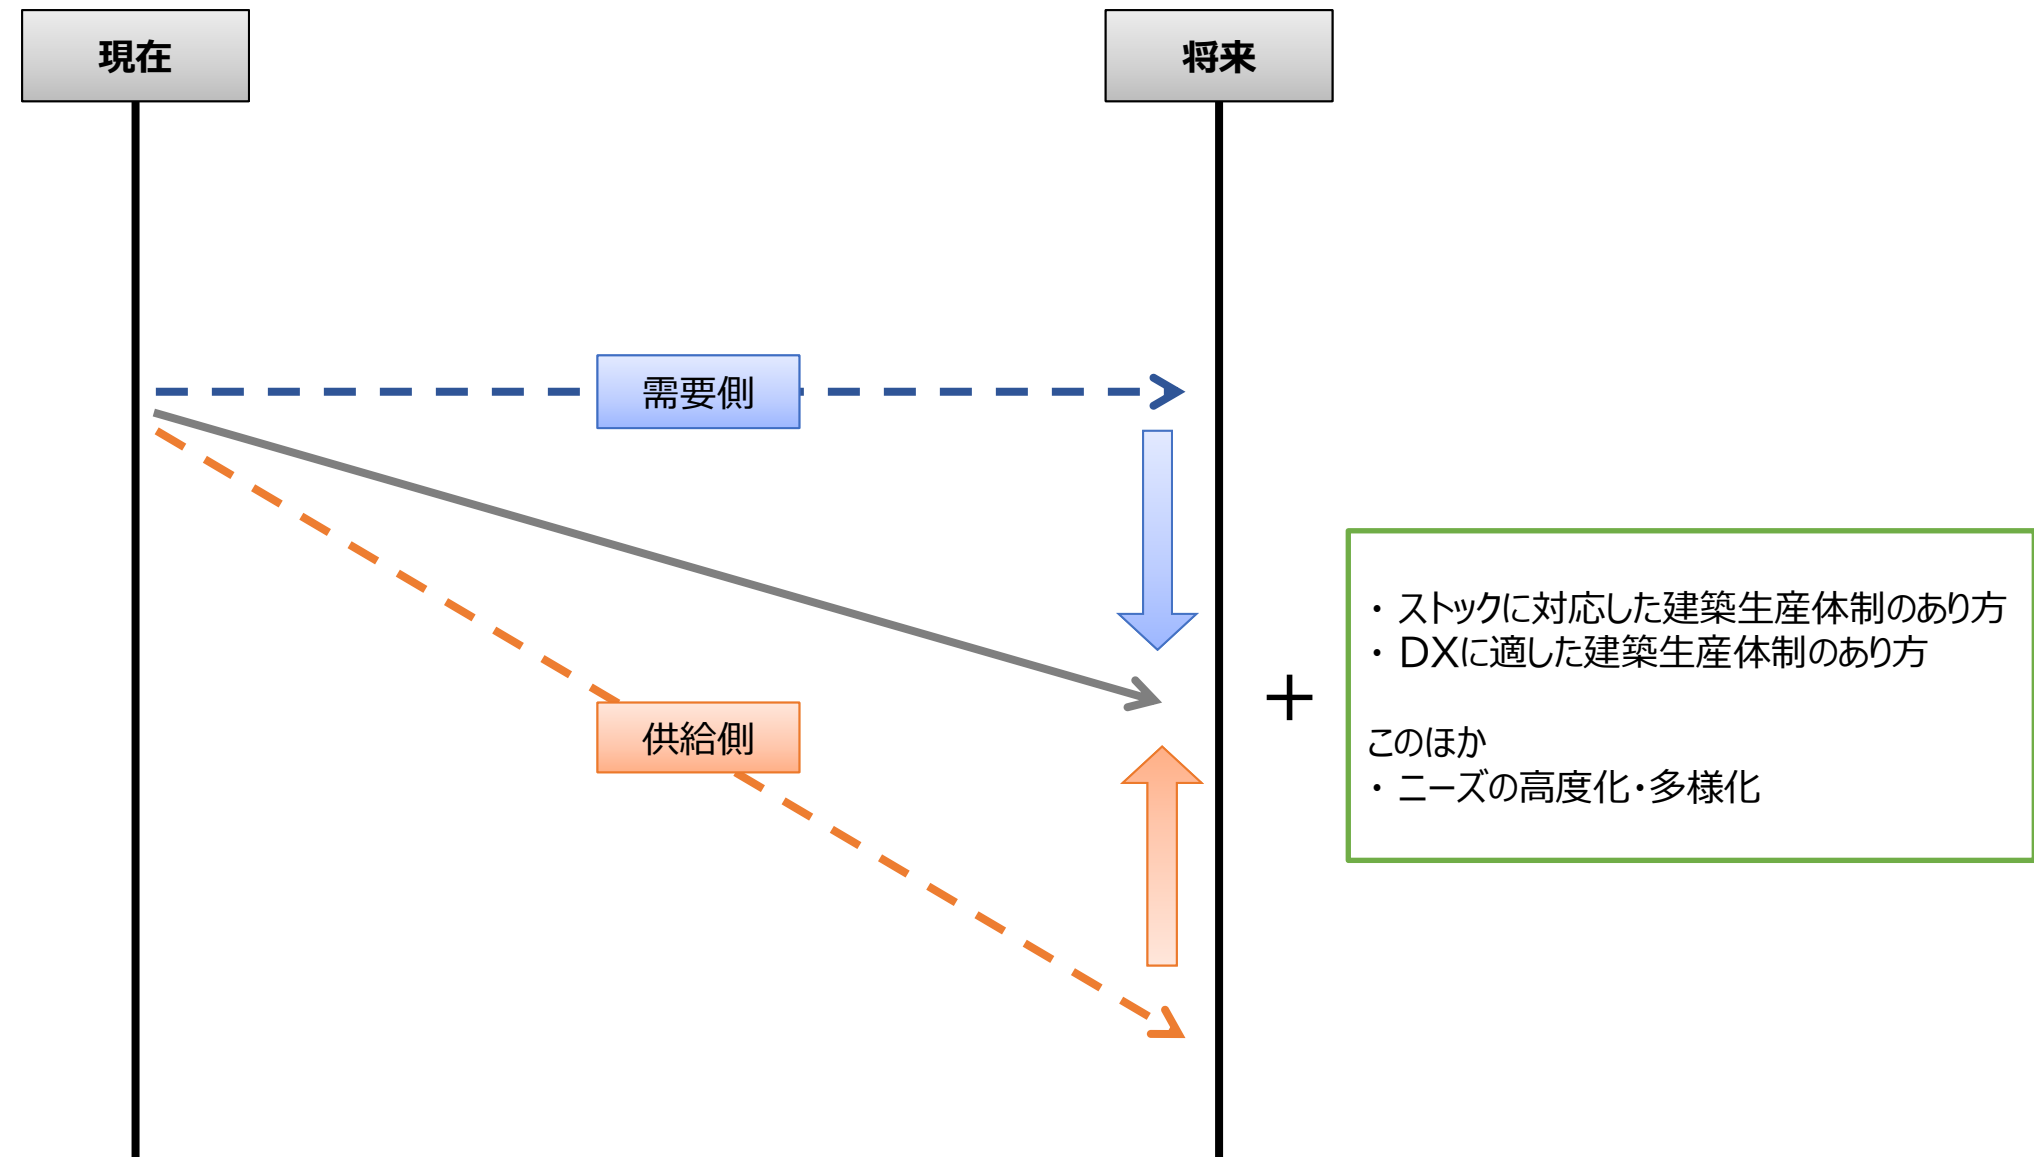 現在
将来
需要側
供給側
＋
・ ストックに対応した建築生産体制のあり方
・ DXに適した建築生産体制のあり方
このほか
・ ニーズの高度化・多様化